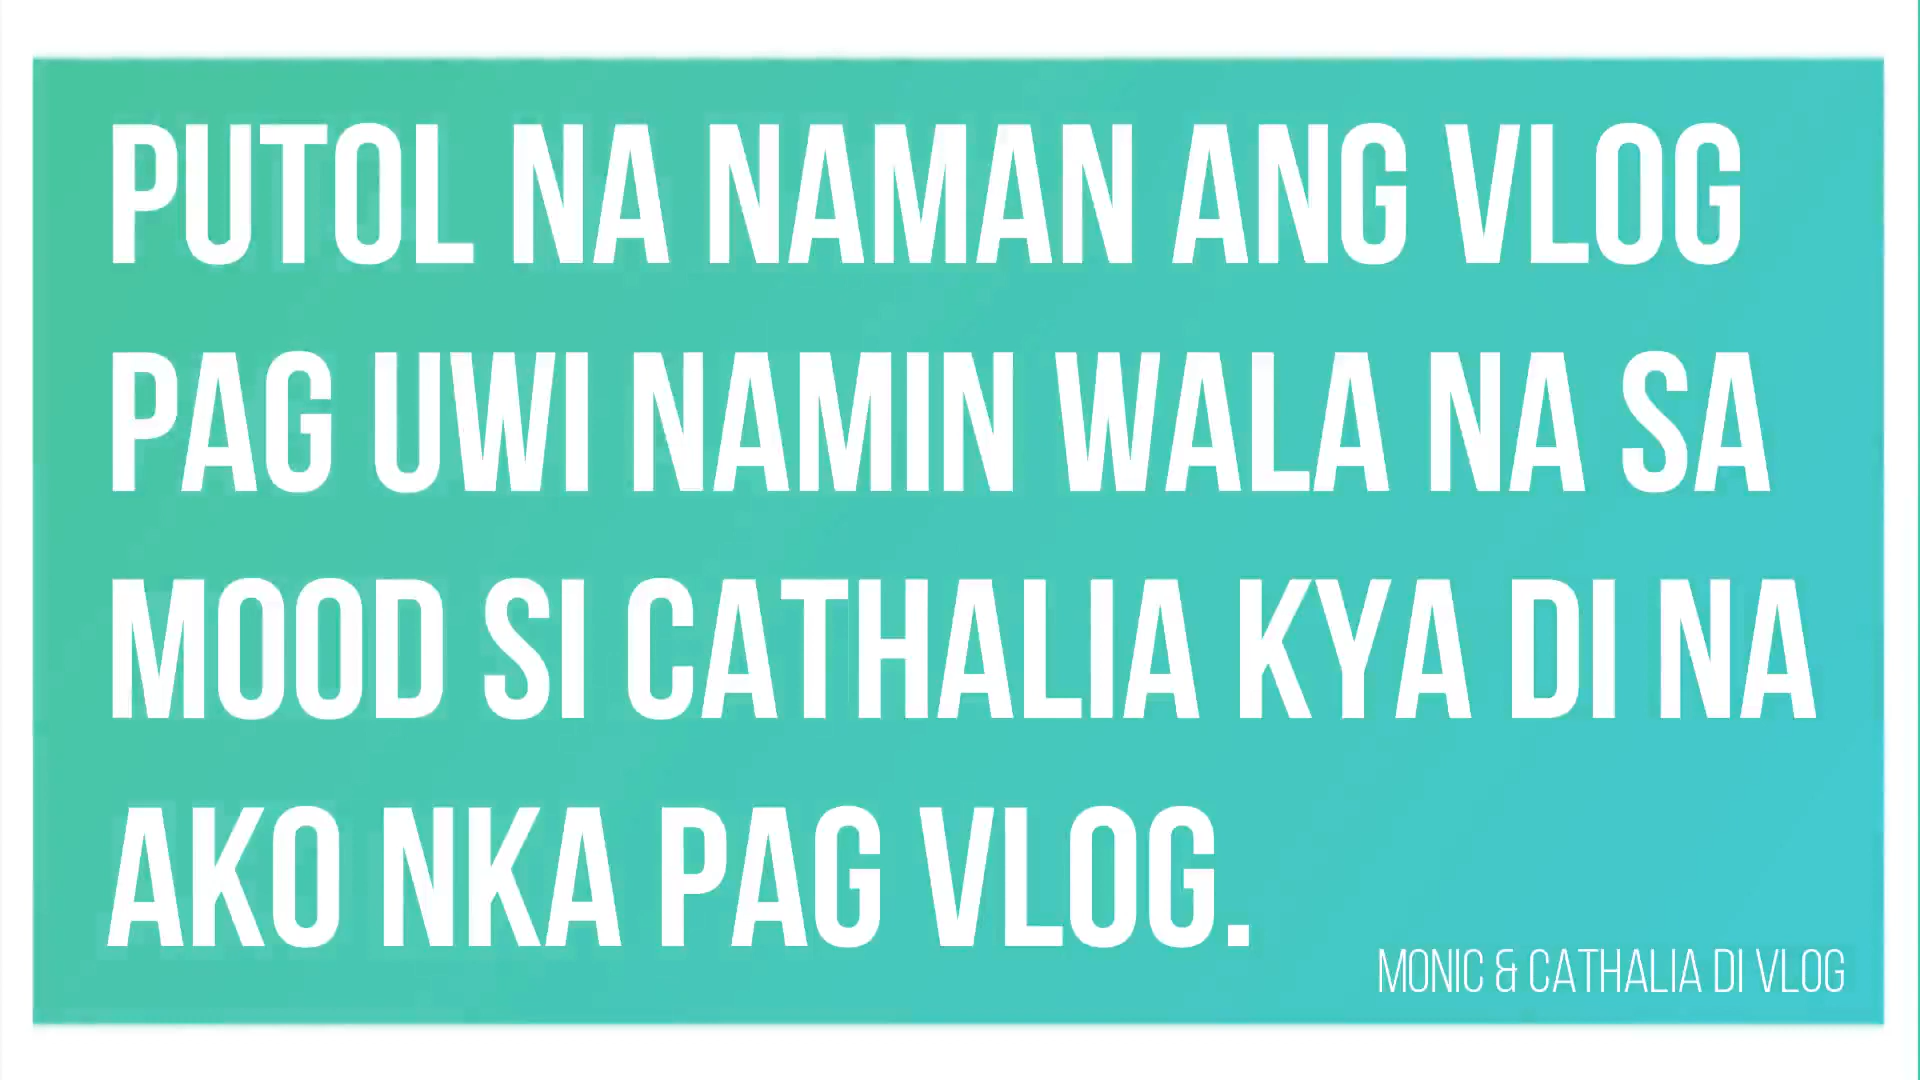 PUTOL NA NAMAN ANG VLOG
PAG UWI NAMIN WALA NA SA
MOOD SI CATHALIA KYA DI NA
AKO NKA PAG VLOG.
MONIC & CATHALIA DI VLOG